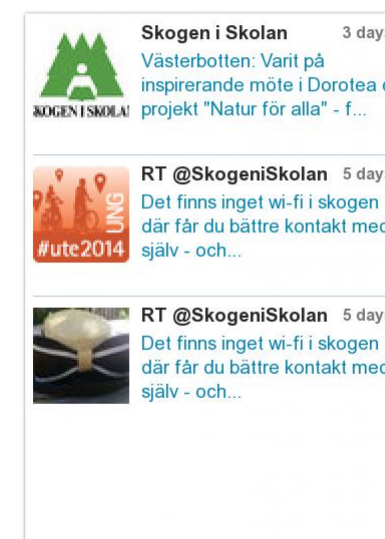 Skogen i Skolan 3 days
Västerbotten: Varit på
inspirerande möte i Dorotea
projekt "Natur för alla" - f...
KOGEN I SKOLA
RT @SkogeniSkolan 5 days
Det finns inget wi-fi i skogen
där får du bättre kontakt med
själv - och...
UNG
#ute2014
RT @SkogeniSkolan 5 days
Det finns inget wi-fi i skogen
där får du bättre kontakt med
själv - och...